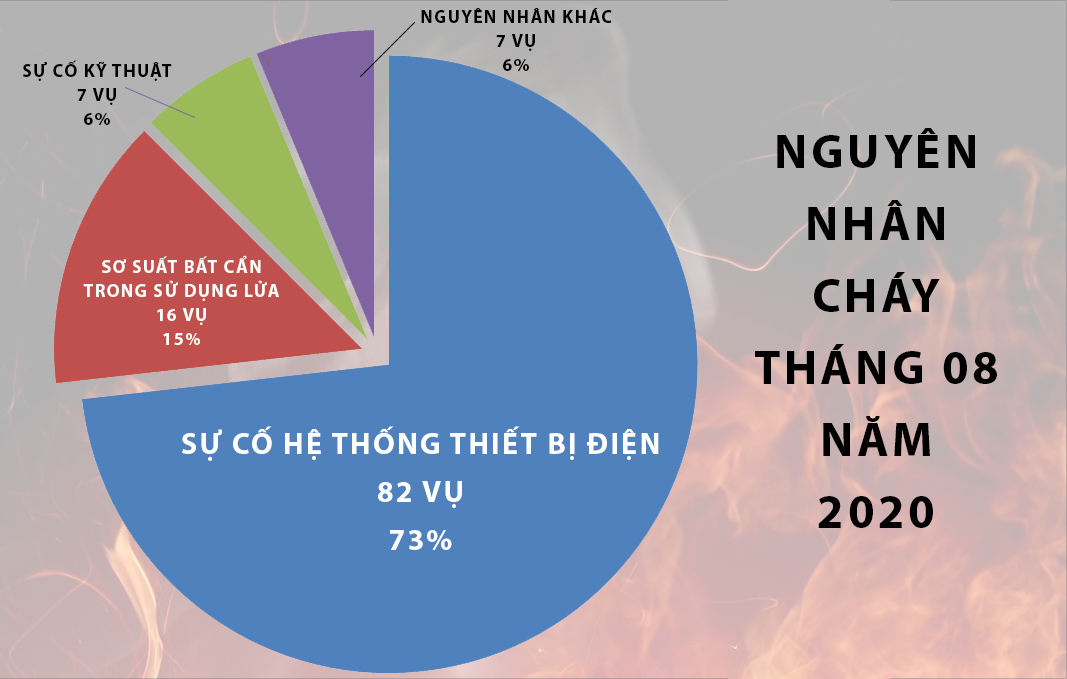 NGUYÊN NHÂN KHÁC
7 VỤ
6%
SỰ CỐ KỸ THUẬT
7 VỤ
6%
SƠ SUẤT BẤT CẨN
TRONG SỬ DỤNG LỬA
16 VỤ
15%
SỰ CỐ HỆ THỐNG THIẾT BỊ ĐIỆN
82 VỤ
73%
NGUYÊN
NHÂN
CHÁY
THÁNG 08
NĂM
2020